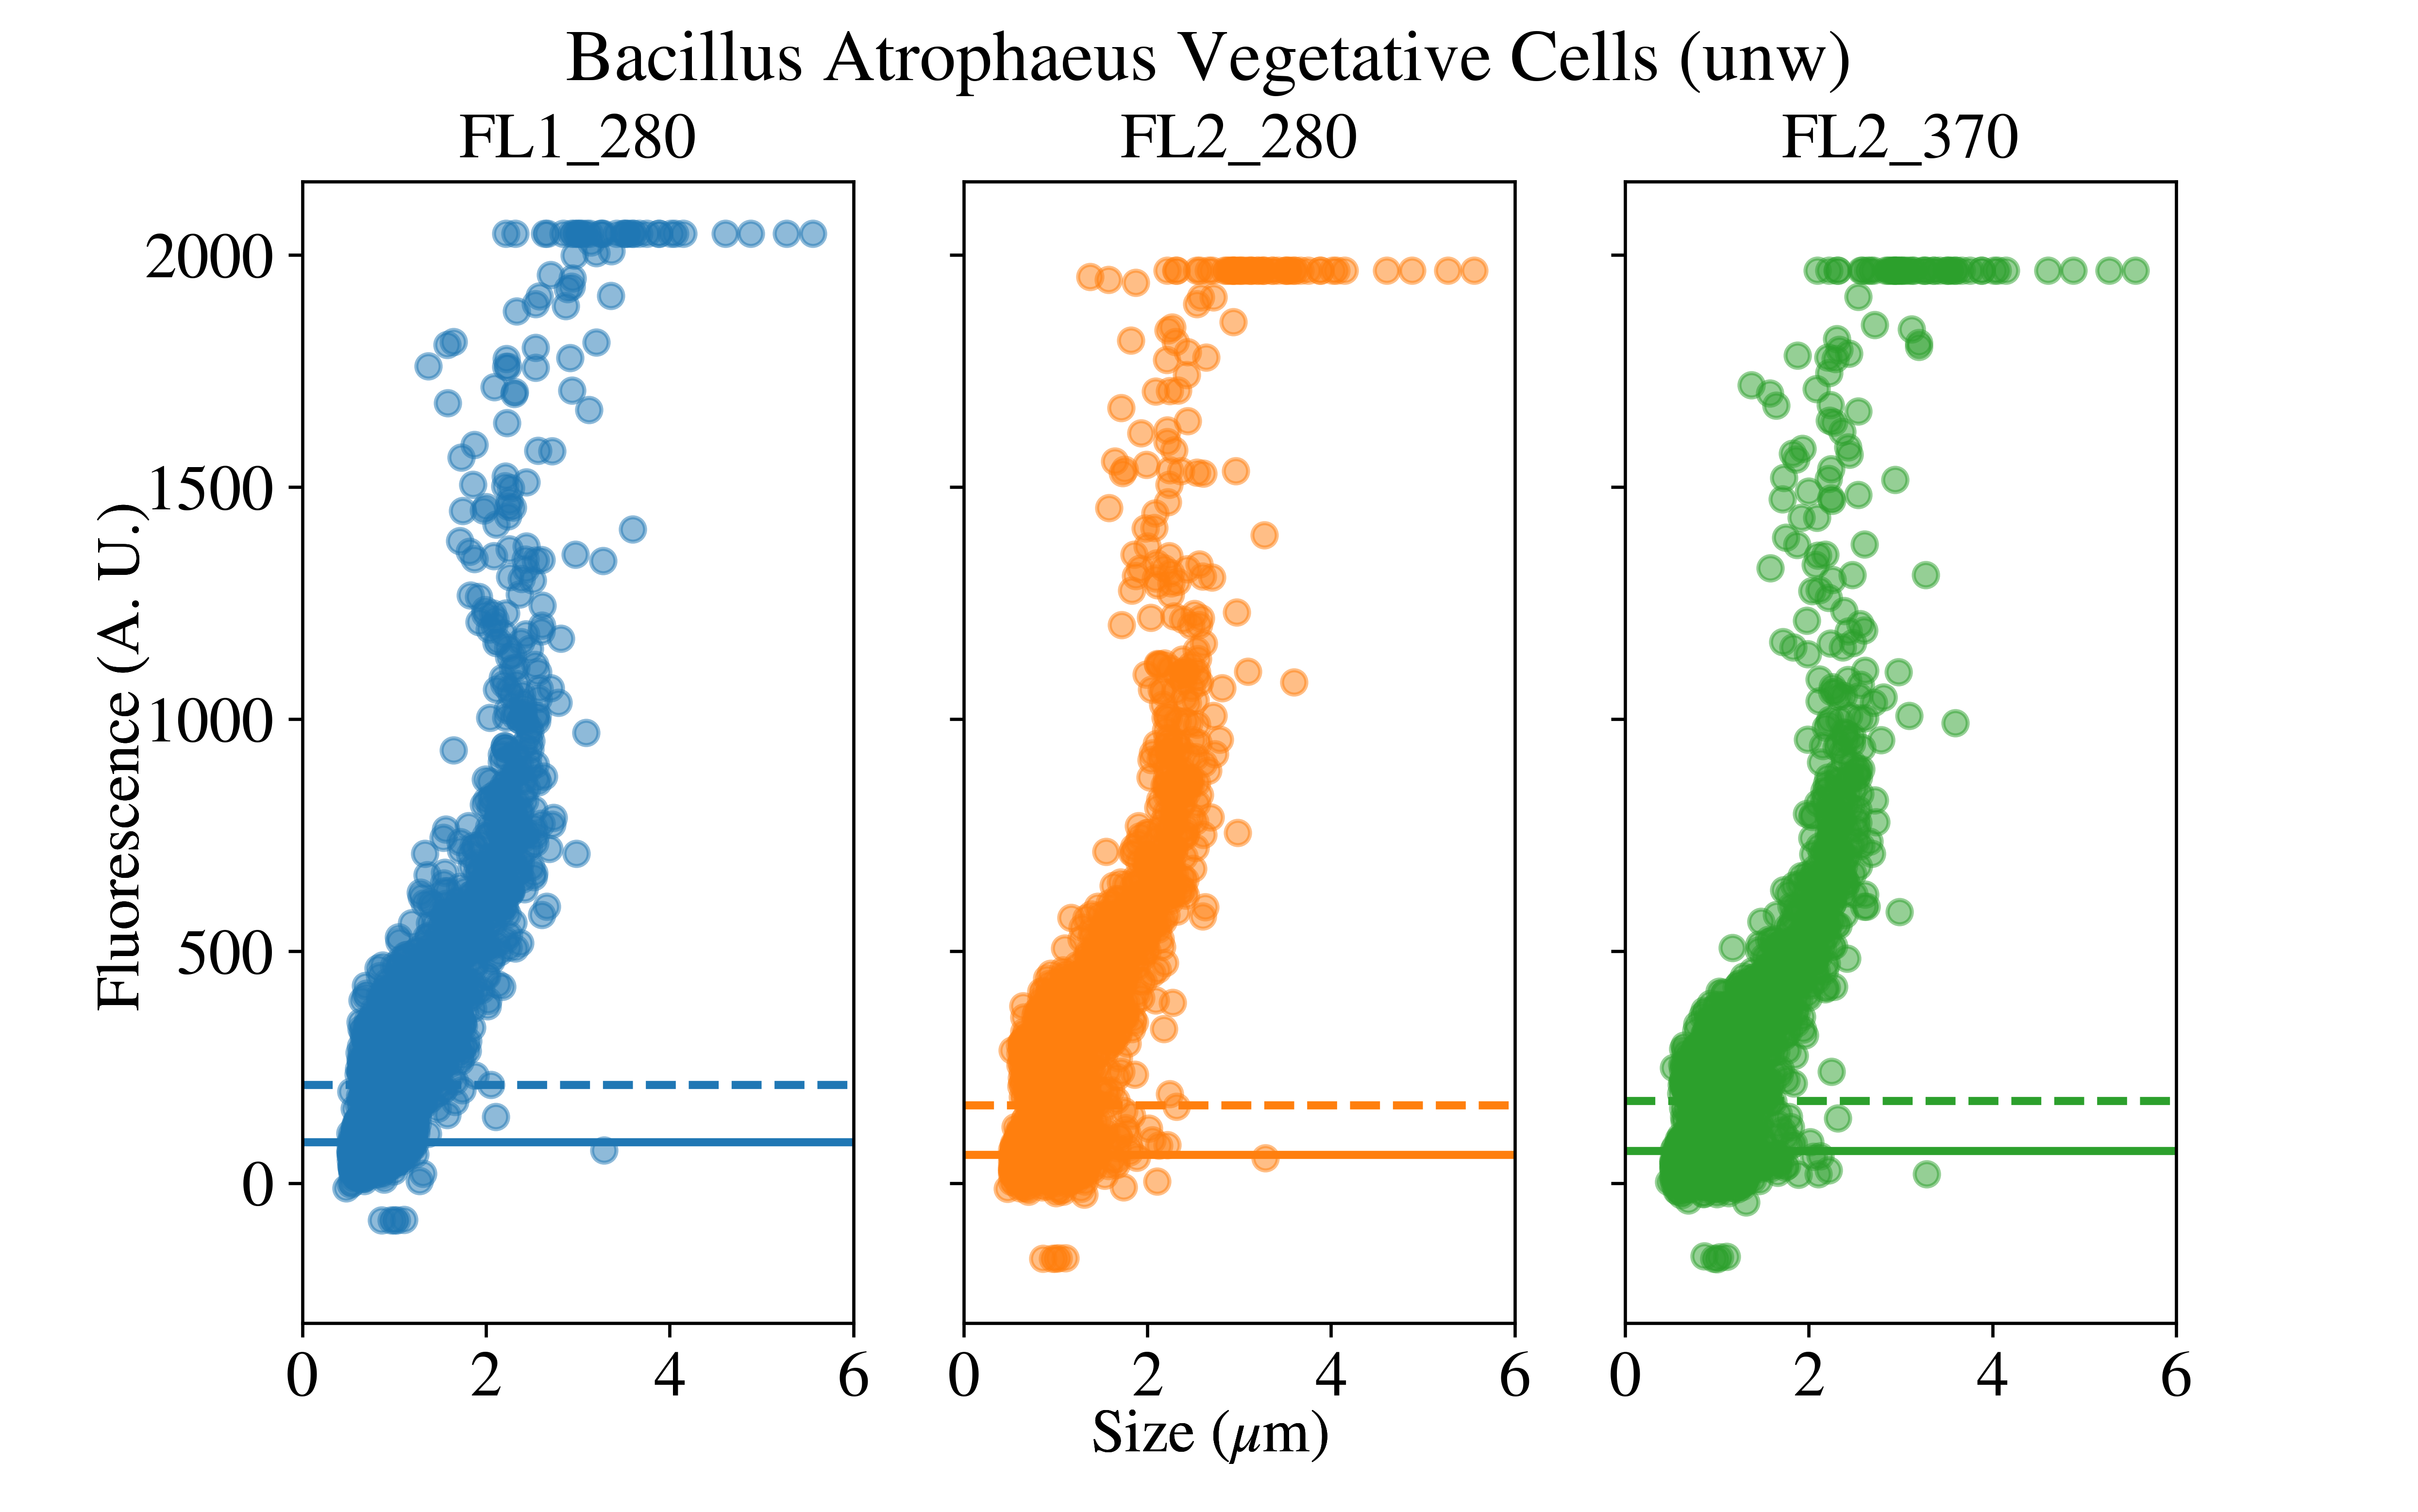 Bacillus Atrophaeus Vegetative Cells (unw)
FL1_280 FL2_280 FL2_370
Fluorescence (A. U.)
2000
1500
1000
500
0
0 2 4 6 0 2 4 6 0 2 4 6
Size (μm)